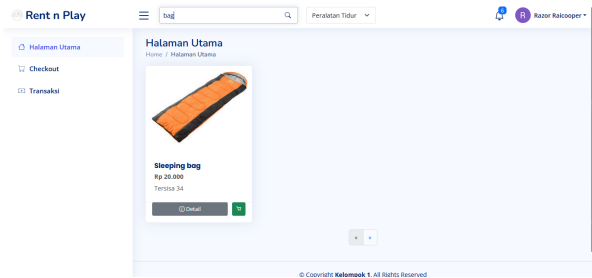 Rent n Play
bag
Peralatan Tidur
6
R
Razor Raicooper
Halaman Utama
Checkout
Transaksi
Halaman Utama
Home / Halaman Utama
Sleeping bag
Rp 20.000
Tersisa 34
Detail
«
»
© Copyright Kelompok 1. All Rights Reserved